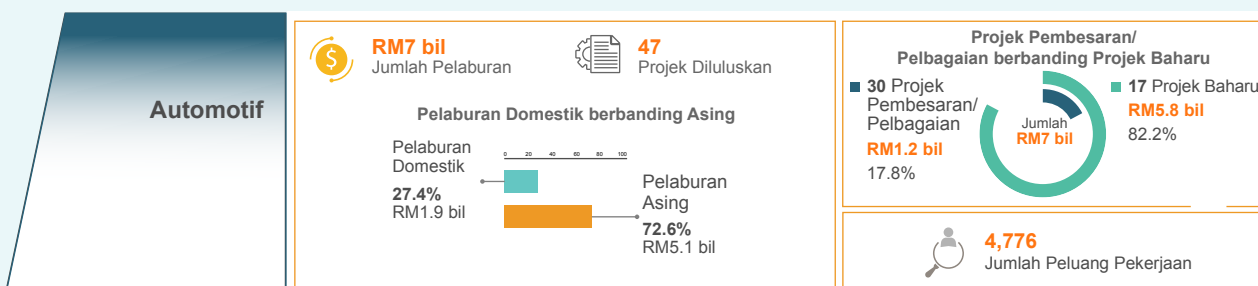 Automotif
RM7 bil
Jumlah Pelaburan
47
Projek Diluluskan
Pelaburan Domestik berbanding Asing
Pelaburan
Domestik
27.4%
RM1.9 bil
0 20 40 60 80 100
Pelaburan
Asing
72.6%
RM5.1 bil
Projek Pembesaran/
Pelbagaian berbanding Projek Baharu
30 Projek
Pembesaran/
Pelbagaian
RM1.2 bil
17.8%
Jumlah
RM7 bil
17 Projek Baharu
RM5.8 bil
82.2%
4,776
Jumlah Peluang Pekerjaan